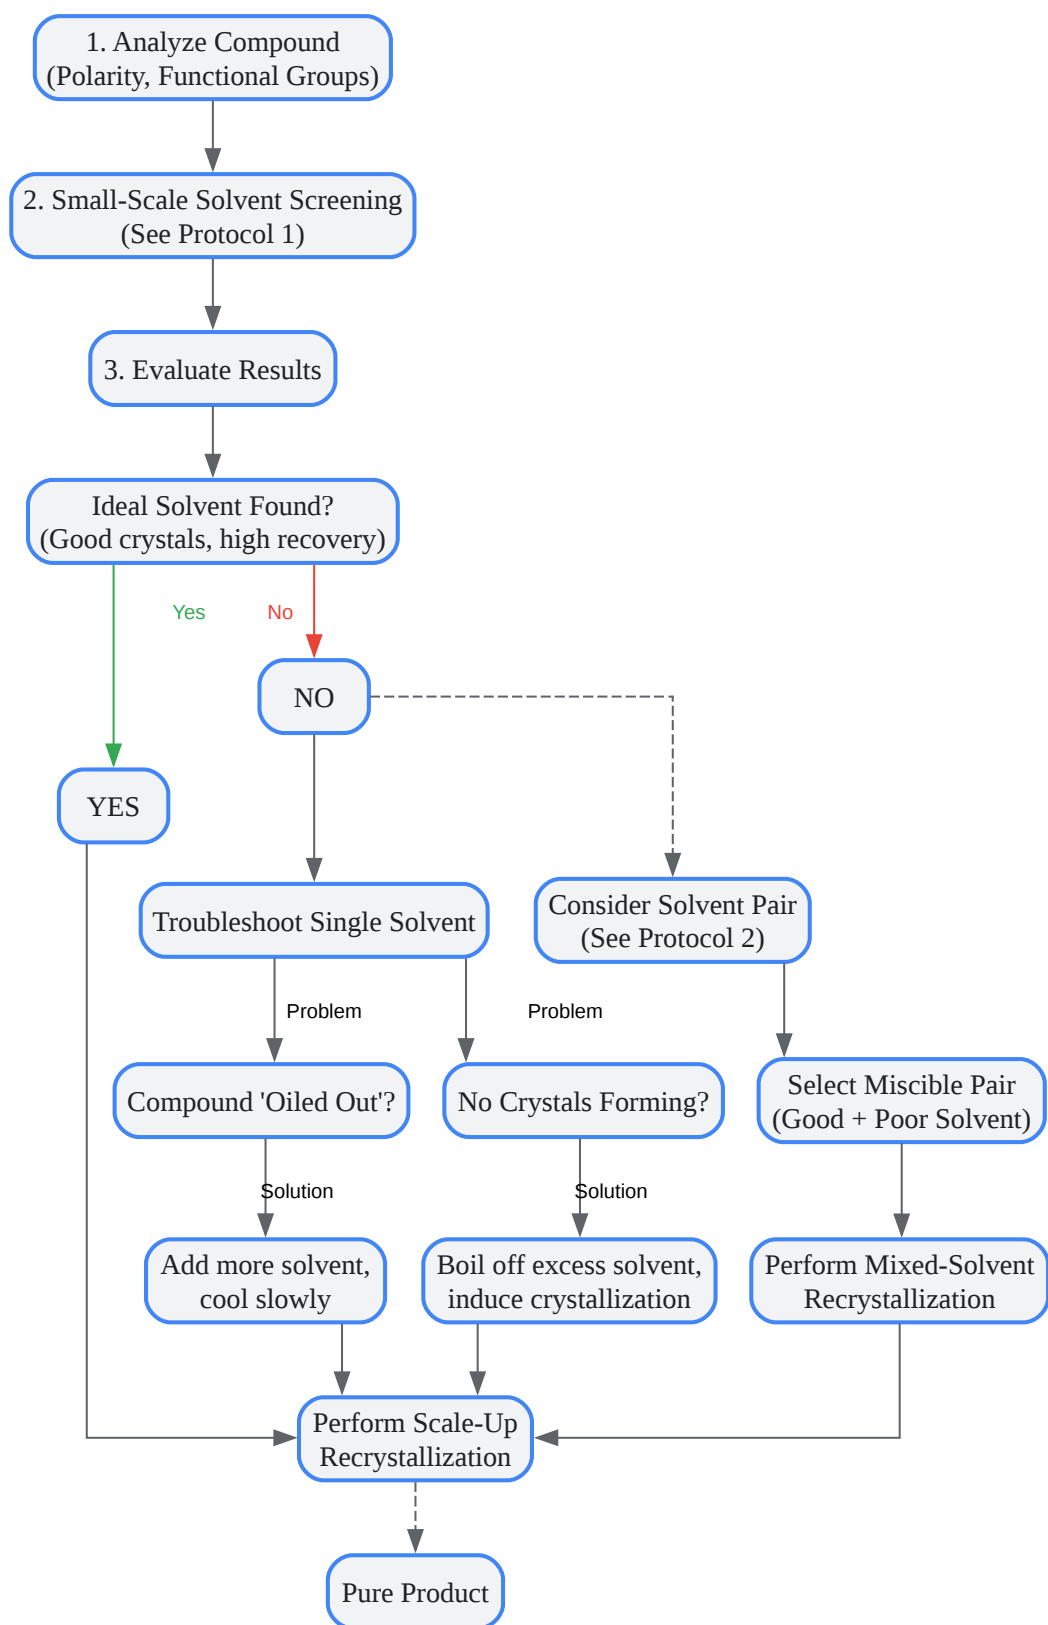 1. Analyze Compound
(Polarity, Functional Groups)
2. Small-Scale Solvent Screening
(See Protocol 1)
3. Evaluate Results
Ideal Solvent Found?
(Good crystals, high recovery)
Yes
No
NO
YES
Troubleshoot Single Solvent
Consider Solvent Pair
(See Protocol 2)
Problem
Problem
Compound 'Oiled Out'?
No Crystals Forming?
Select Miscible Pair
(Good + Poor Solvent)
Solution
Solution
Add more solvent,
cool slowly
Boil off excess solvent,
induce crystallization
Perform Mixed-Solvent
Recrystallization
Perform Scale-Up
Recrystallization
Pure Product